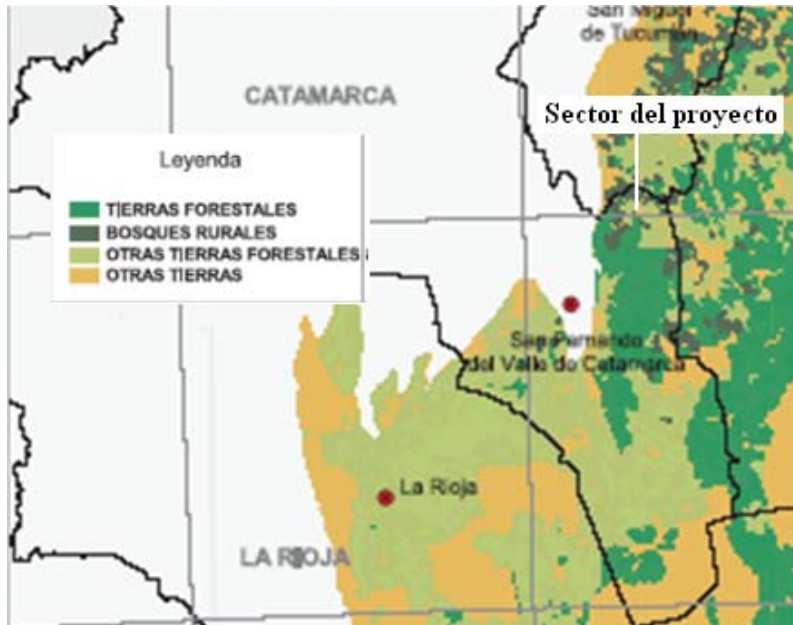 San Miguel
de Tucumán
CATAMARCA
Sector del proyecto
Leyenda
TIERRAS FORESTALES
BOSQUES RURALES
OTRAS TIERRAS FORESTALES
OTRAS TIERRAS
San Fernando
del Valle de Catamarca
La Rioja
LA RIOJA